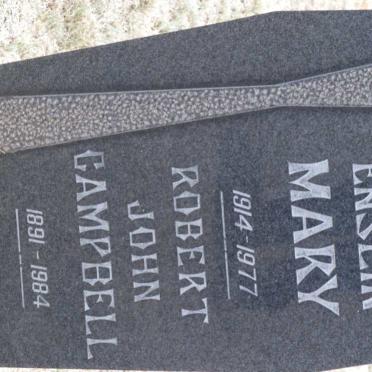 MARY
1914-1977
ROBERT
JOHN
CAMPBELL
1891-1984